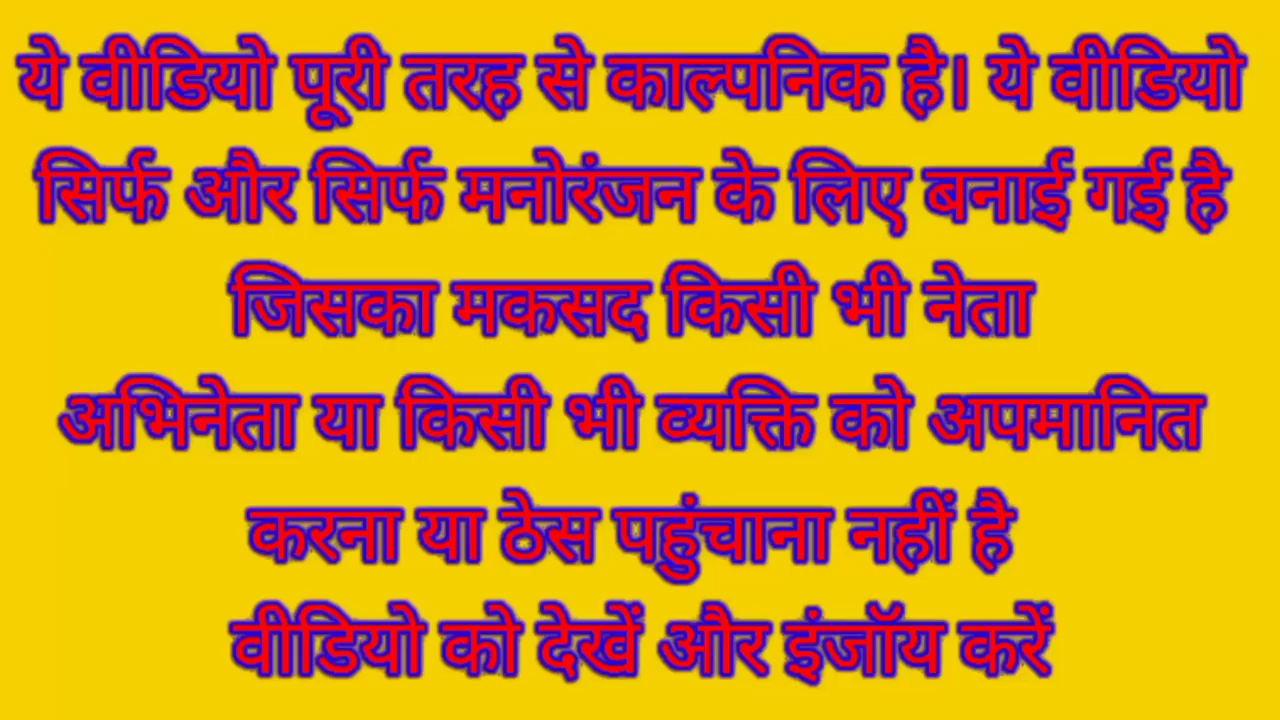 ये वीडियो पूरी तरह से काल्पनिक है। ये वीडियो
सिर्फ और सिर्फ मनोरंजन के लिए बनाई गई है
जिसका मकसद किसी भी नेता
अभिनेता या किसी भी व्यक्ति को अपमानित
करना या ठेस पहुंचाना नहीं है
वीडियो को देखें और इंजॉय करें